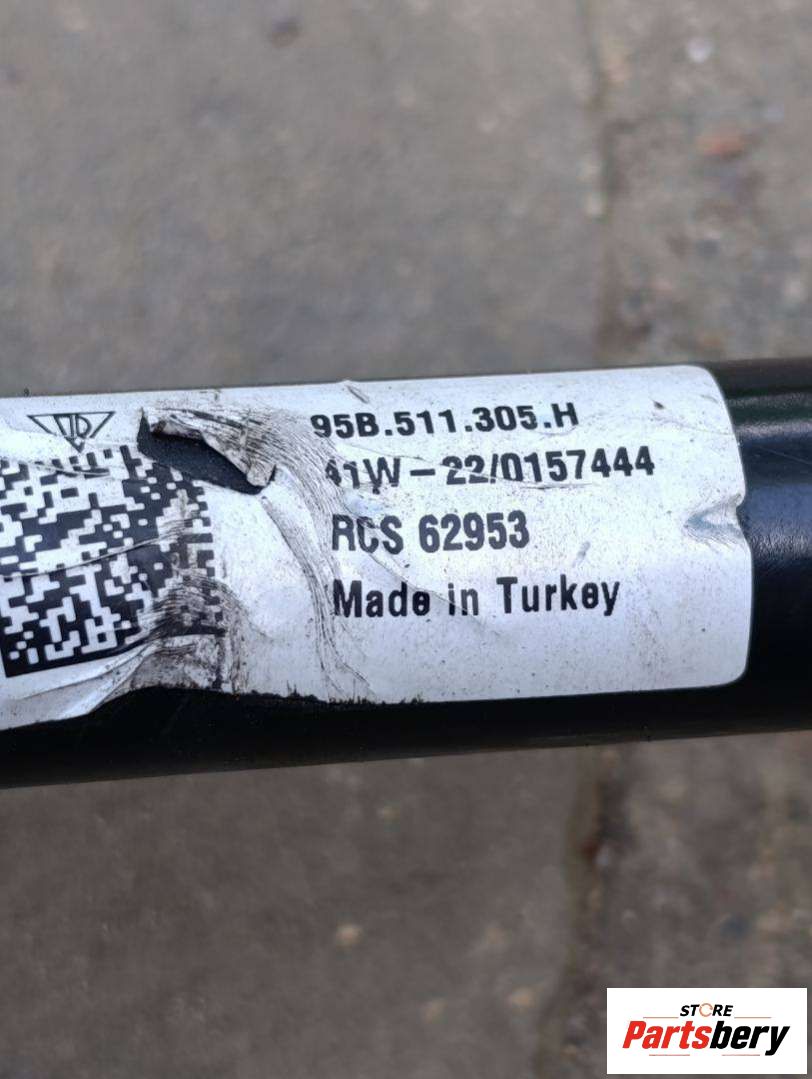 95B.511.305.H
41W-22/0157444
RCS 62953
Made in Turkey
STORE
Partsbery